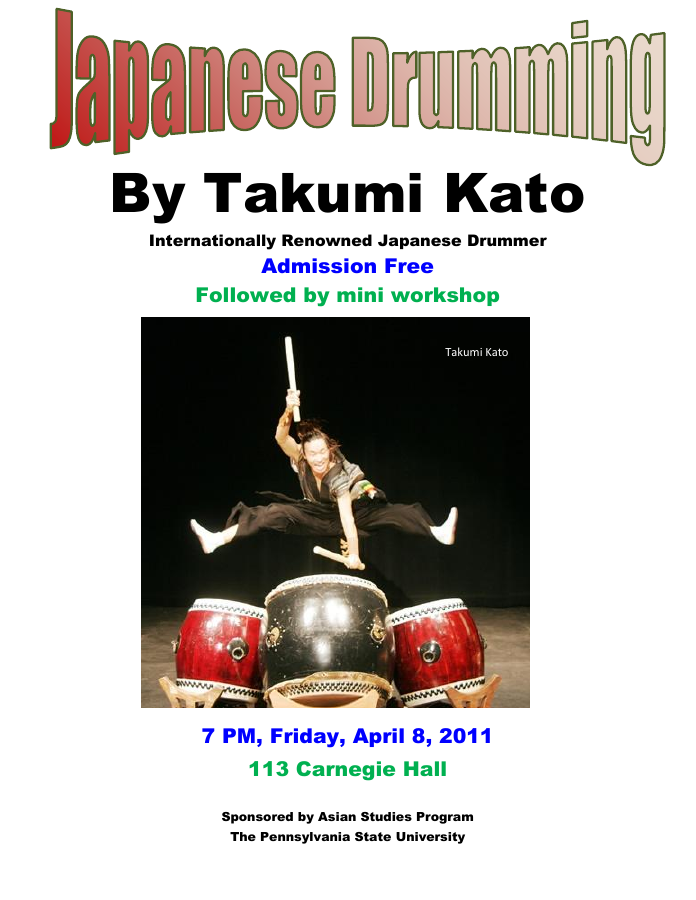 Japanese Drumming
By Takumi Kato
Internationally Renowned Japanese Drummer
Admission Free
Followed by mini workshop
Takumi Kato
7 PM, Friday, April 8, 2011
113 Carnegie Hall
Sponsored by Asian Studies Program
The Pennsylvania State University